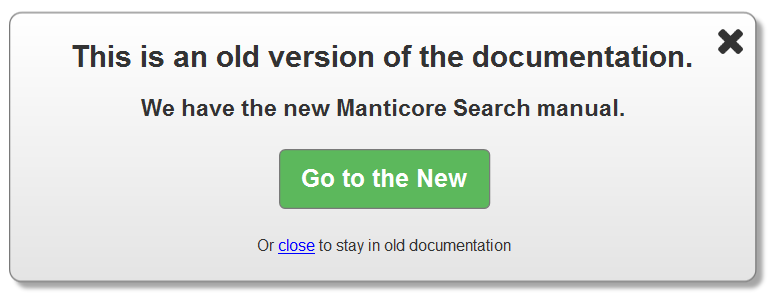 This is an old version of the documentation.
We have the new Manticore Search manual.
Go to the New
Or close to stay in old documentation